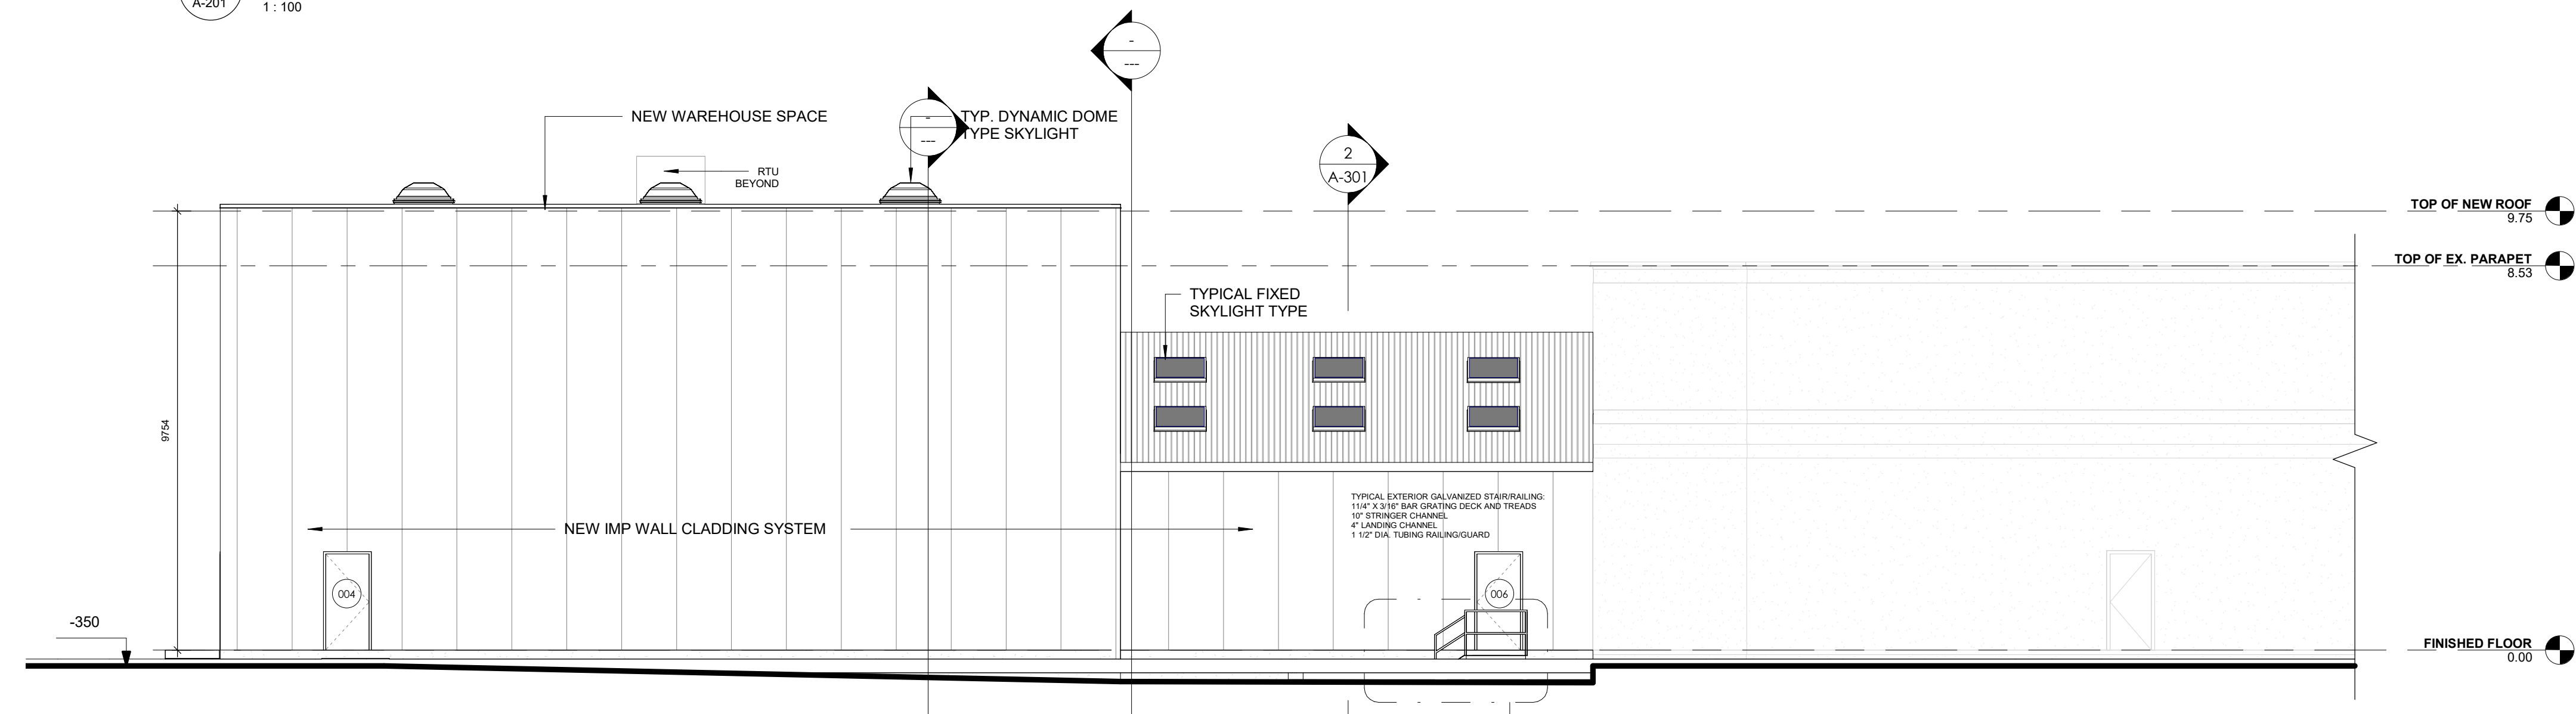 A-201
1 : 100
-
---
NEW WAREHOUSE SPACE
-
---
TYP. DYNAMIC DOME
TYPE SKYLIGHT
2
A-301
RTU
BEYOND
TOP OF NEW ROOF
9.75
TOP OF EX. PARAPET
8.53
TYPICAL FIXED
SKYLIGHT TYPE
9754
TYPICAL EXTERIOR GALVANIZED STAIR/RAILING:
11/4" X 3/16" BAR GRATING DECK AND TREADS
10" STRINGER CHANNEL
4" LANDING CHANNEL
1 1/2" DIA. TUBING RAILING/GUARD
NEW IMP WALL CLADDING SYSTEM
004
006
-350
FINISHED FLOOR
0.00